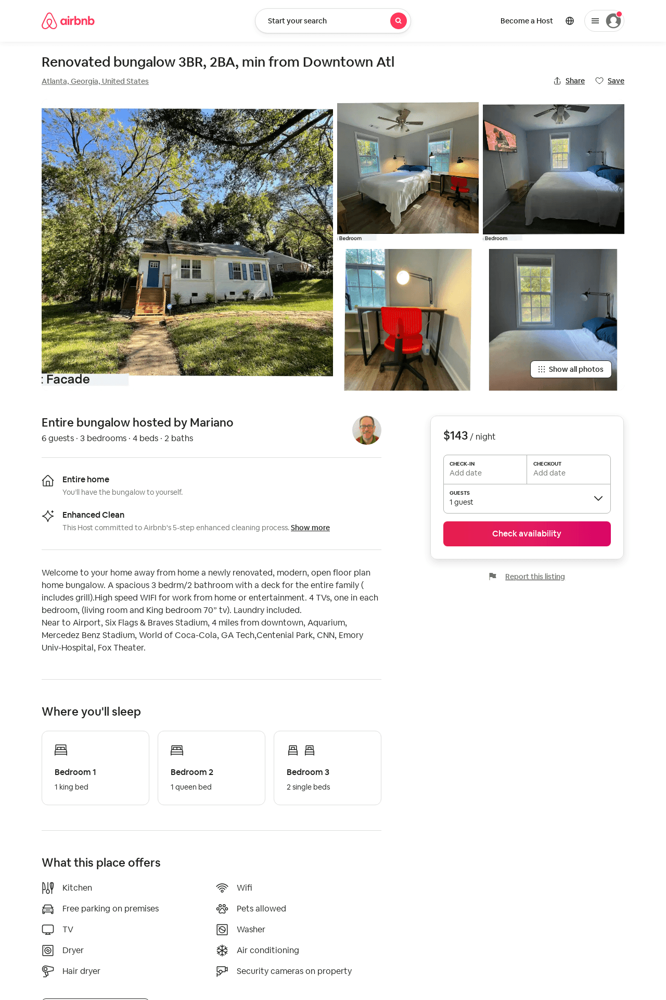 airbnb
Start your search
Become a Host
Renovated bungalow 3BR, 2BA, min from Downtown Atl
Atlanta, Georgia, United States
Share
Save
Bedroom
Bedroom
t Facade
Show all photos
Entire bungalow hosted by Mariano
6 guests · 3 bedrooms · 4 beds · 2 baths
Entire home
You’ll have the bungalow to yourself.
Enhanced Clean
This Host committed to Airbnb's 5-step enhanced cleaning process. Show more
Welcome to your home away from home a newly renovated, modern, open floor plan
home bungalow. A spacious 3 bedrm/2 bathroom with a deck for the entire family (
includes grill).High speed WIFI for work from home or entertainment. 4 TVs, one in each
bedroom, (living room and King bedroom 70” tv). Laundry included.
Near to Airport, Six Flags & Braves Stadium, 4 miles from downtown, Aquarium,
Mercedez Benz Stadium, World of Coca-Cola, GA Tech,Centenial Park, CNN, Emory
Univ-Hospital, Fox Theater.
$143 / night
CHECK-IN
Add date
CHECKOUT
Add date
GUESTS
1 guest
Check availability
Report this listing
Where you'll sleep
Bedroom 1
1 king bed
Bedroom 2
1 queen bed
Bedroom 3
2 single beds
What this place offers
Kitchen
Wifi
Free parking on premises
Pets allowed
TV
Washer
Dryer
Air conditioning
Hair dryer
Security cameras on property